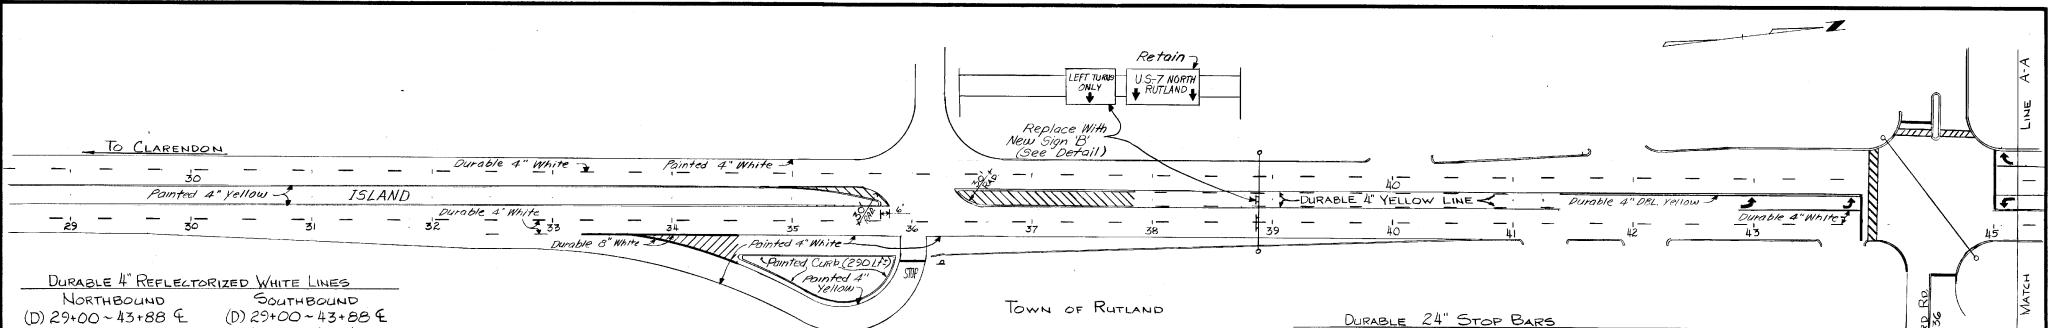 Retain
LEFT TURNS
ONLY
U.S-7 NORTH
RUTLAND
LINE A-A
Replace With
New Sign 'B'
(See Detail)
TO CLARENDON
Durable 4" White
Painted 4" White
30
40
Painted 4" Yellow
ISLAND
6'
DURABLE 4" YELLOW LINE
Durable 4" DBL. Yellow
Durable 4" White
Durable 4" White
29
31
32
33
34
35
36
37
38
39
40
41
42
43
45
Durable 8" White
Painted 4" White
Painted Curb (290 Lf±)
Painted 4"
Yellow
STOP
MATCH
DURABLE 4" REFLECTORIZED WHITE LINES
NORTHBOUND
SOUTHBOUND
(D) 29+00 ~ 43+88 ℄
(D) 29+00 ~ 43+88 ℄
TOWN OF RUTLAND
RD.
36
DURABLE 24" STOP BARS